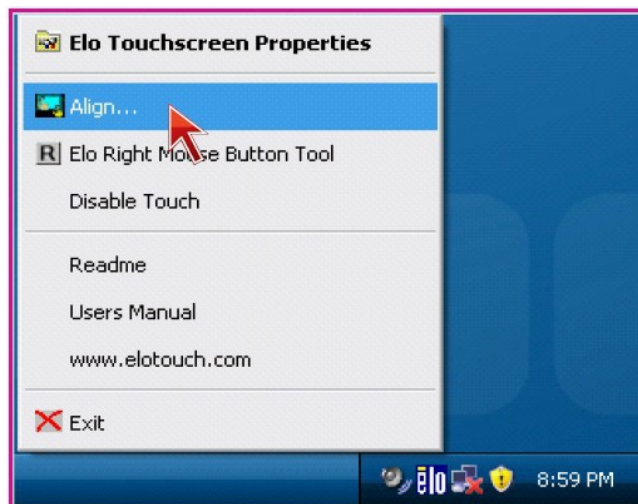 Elo Touchscreen Properties
Align...
R Elo Right Mouse Button Tool
Disable Touch
Readme
Users Manual
www.elotouch.com
Exit
elo 8:59 PM